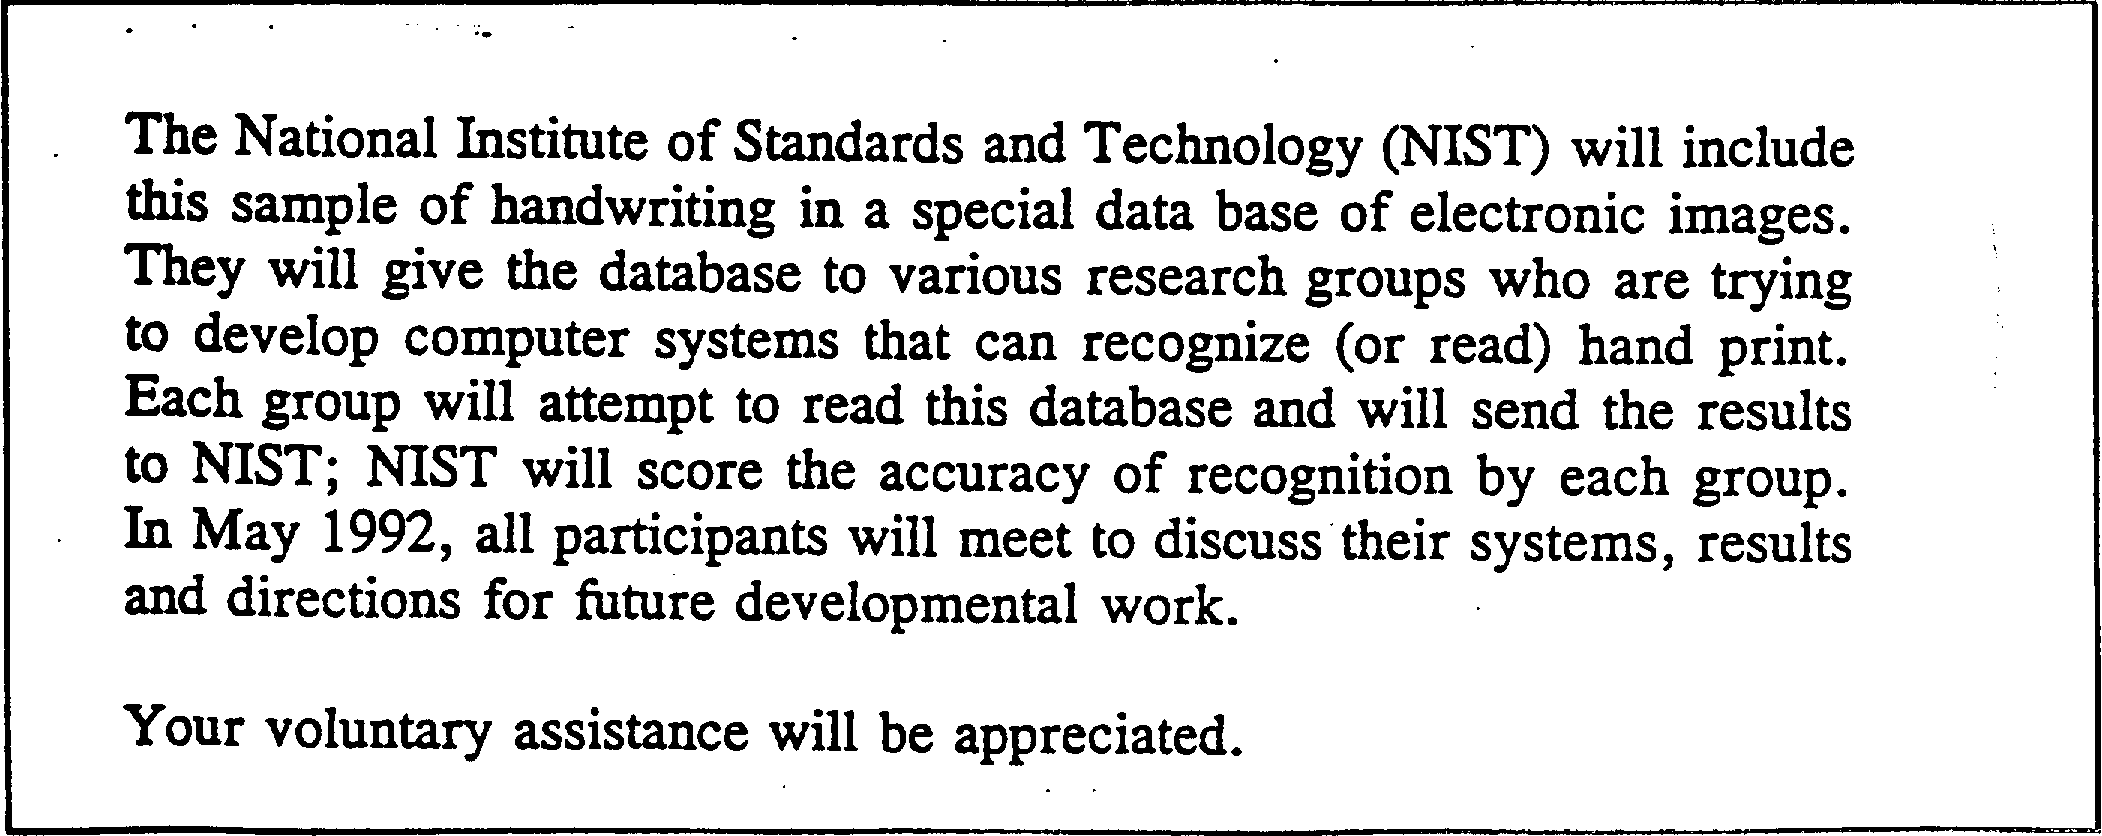 The National Institute of Standards and Technology (NIST) will include
this sample of handwriting in a special data base of electronic images.
They will give the database to various research groups who are trying
to develop computer systems that can recognize (or read) hand print.
Each group will attempt to read this database and will send the results
to NIST; NIST will score the accuracy of recognition by each group.
In May 1992, all participants will meet to discuss their systems, results
and directions for future developmental work.
Your voluntary assistance will be appreciated.